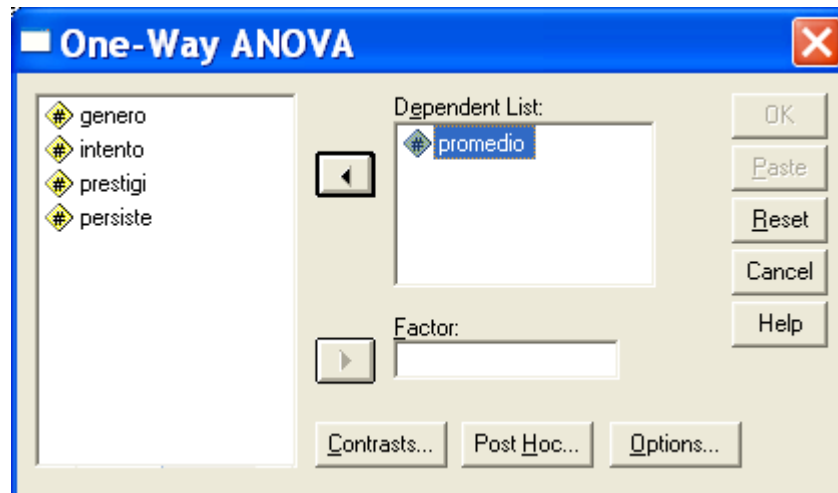 One-Way ANOVA
genero
intento
prestigi
persiste
Dependent List:
promedio
Factor:
Contrasts...
Post Hoc...
Options...
OK
Paste
Reset
Cancel
Help